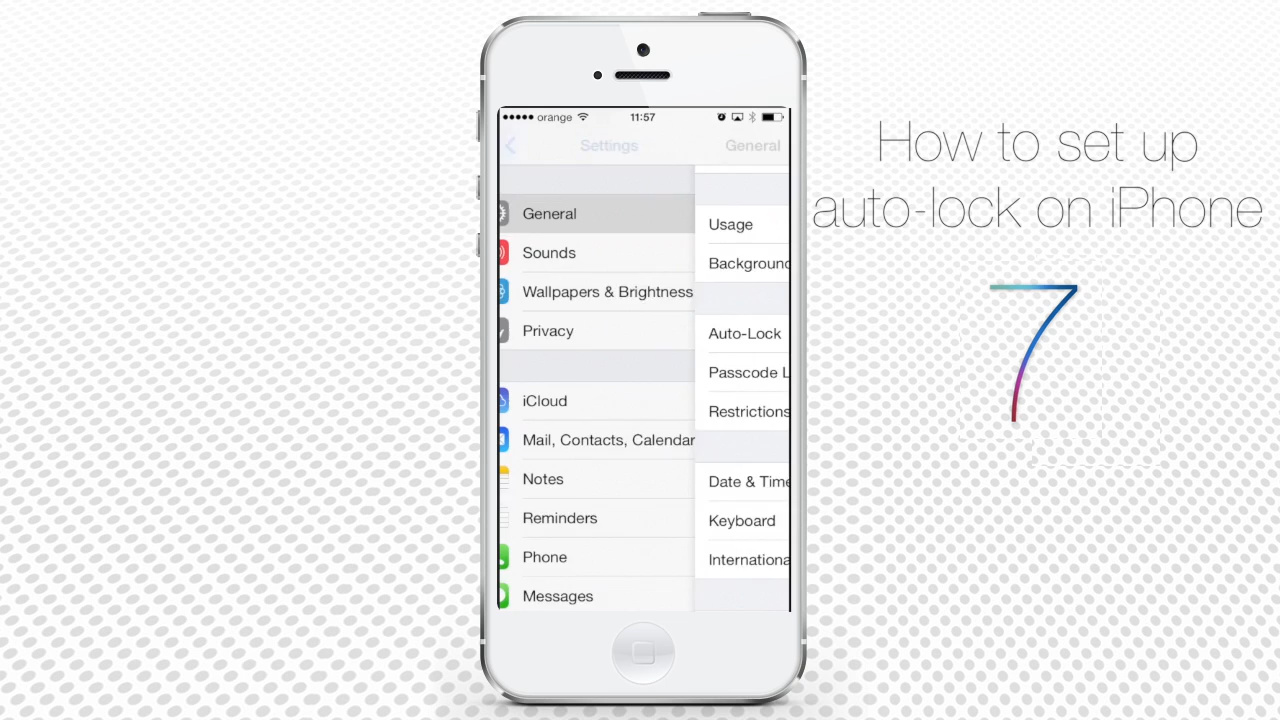 orange
11:57
Settings
General
General
Sounds
Wallpapers & Brightness
Privacy
iCloud
Mail, Contacts, Calendar
Notes
Reminders
Phone
Messages
Usage
Background
Auto-Lock
Passcode L
Restrictions
Date & Time
Keyboard
Internationa
How to set up
auto-lock on iPhone
7